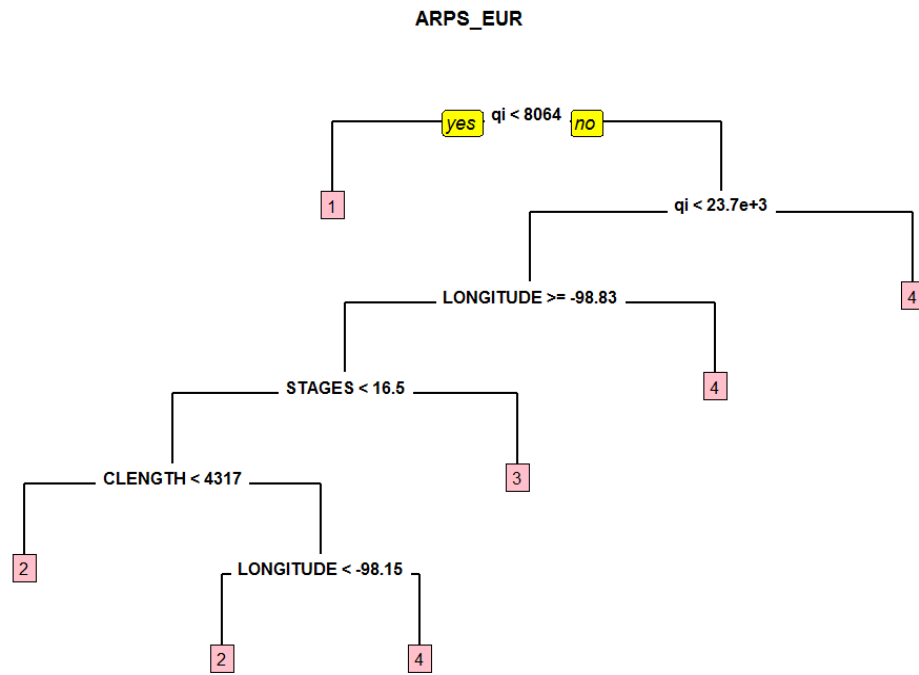 ARPS_EUR
yes qi < 8064 no
1
qi < 23.7e+3
LONGITUDE >= -98.83
4
STAGES < 16.5
4
CLENGTH < 4317
3
2
LONGITUDE < -98.15
2
4